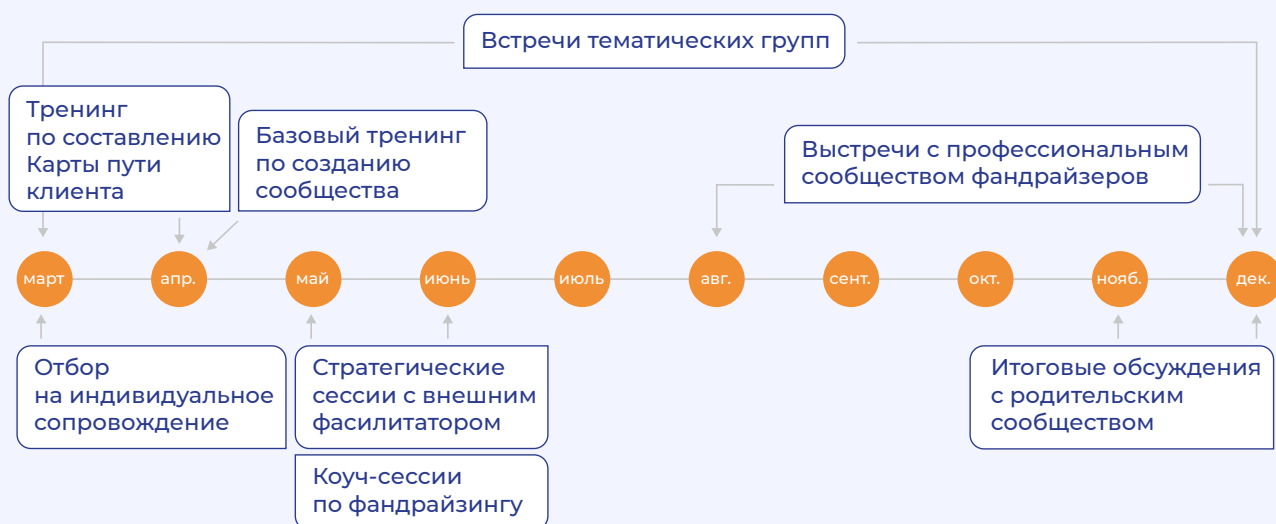 Встречи тематических групп
Тренинг
по составлению
Карты пути
клиента
Базовый тренинг
по созданию
сообщества
Выстречи с профессиональным
сообществом фандрайзеров
март
апр.
май
июнь
июль
авг.
сент.
окт.
нояб.
дек.
Отбор
на индивидуальное
сопровождение
Стратегические
сессии с внешним
фасилитатором
Коуч-сессии
по фандрайзингу
Итоговые обсуждения
с родительским
сообществом